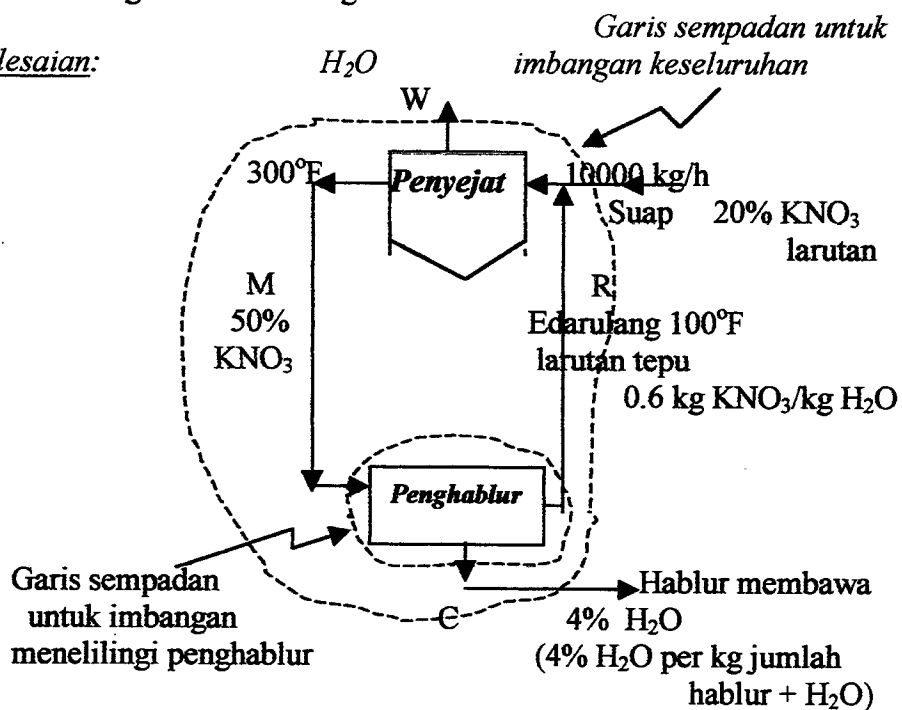 Garis sempadan untuk
imbangan keseluruhan
lesaian:
H₂O
W
300°F
Penyejat
10000 kg/h
Suap 20% KNO₃
larutan
M
50%
KNO₃
R
Edarulang 100°F
larutan tepu
0.6 kg KNO₃/kg H₂O
Penghablur
Garis sempadan
untuk imbangan
menelilingi penghablur
C
Hablur membawa
4% H₂O
(4% H₂O per kg jumlah
hablur + H₂O)